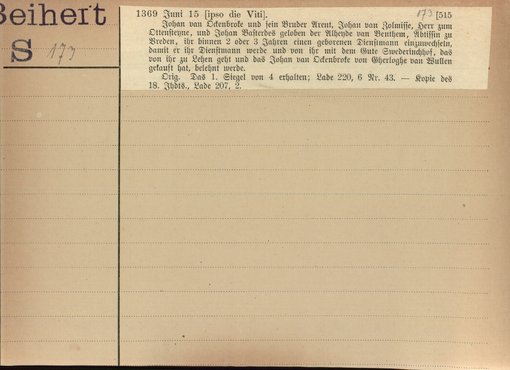 Beiheft
S 173
1369 Juni 15 [ipso die Viti]. 173 [515
Johan van Ockenbroke und sein Bruder Arent, Johan van Zolmisse, Herr zum
Ottensteyne, und Johan Basterdes geloben der Alheyde van Benthem, Äbtissin zu
Vreden, ihr binnen 2 oder 3 Jahren einen geborenen Dienstmann einzuwechseln,
damit er ihr Dienstmann werde und von ihr mit dem Gute Swederinchhof, das
von ihr zu Lehen geht und das Johan van Ockenbroke von Gherloghe van Wullen
gekauft hat, belehnt werde.
Orig. Das 1. Siegel von 4 erhalten; Lade 220, 6 Nr. 43. — Kopie des
18. Jhdts., Lade 207, 2.